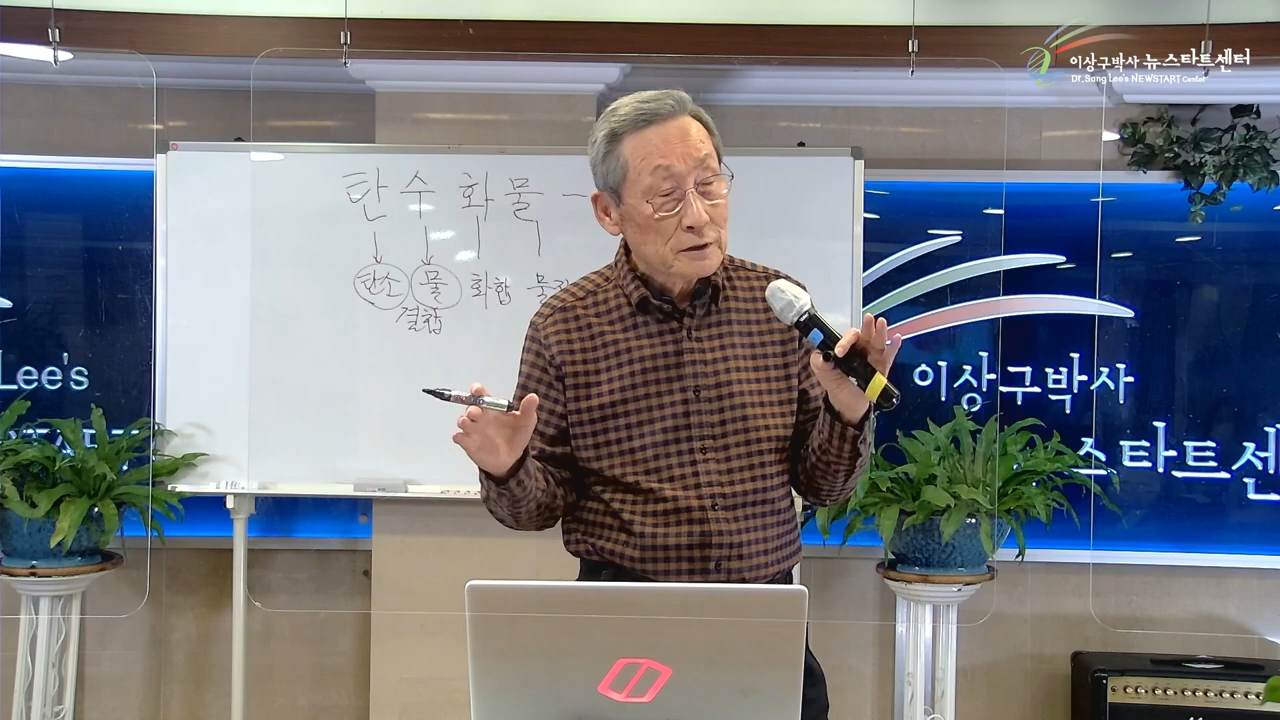 이상구박사 뉴스타트센터
Dr. Sang Lee's NEWSTART Center
탄수화물 -
탄소 물 화합 물질
결합
Lee's
이상구박사
스타트센